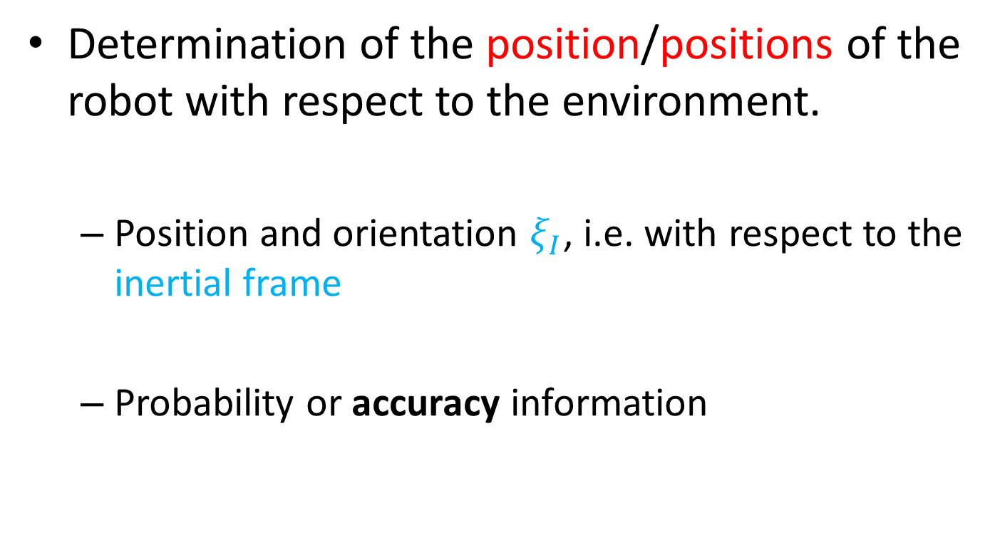 • Determination of the position/positions of the
robot with respect to the environment.
– Position and orientation ξ_I, i.e. with respect to the
inertial frame
– Probability or accuracy information